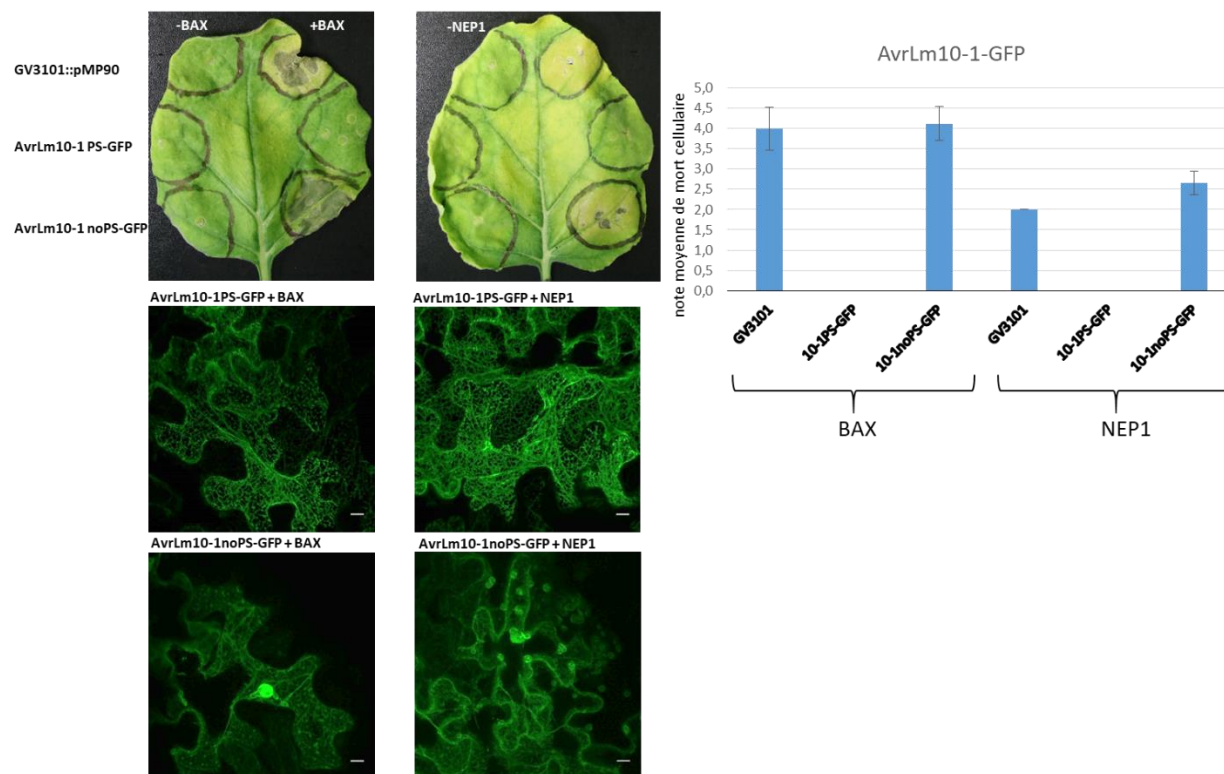 -BAX +BAX
-NEP1
GV3101::pMP90
AvrLm10-1 PS-GFP
AvrLm10-1 noPS-GFP
AvrLm10-1PS-GFP + BAX
AvrLm10-1PS-GFP + NEP1
AvrLm10-1noPS-GFP + BAX
AvrLm10-1noPS-GFP + NEP1
AvrLm10-1-GFP
note moyenne de mort cellulaire
5,0
4,5
4,0
3,5
3,0
2,5
2,0
1,5
1,0
0,5
0,0
GV3101
10-1PS-GFP
10-1noPS-GFP
GV3101
10-1PS-GFP
10-1noPS-GFP
BAX
NEP1